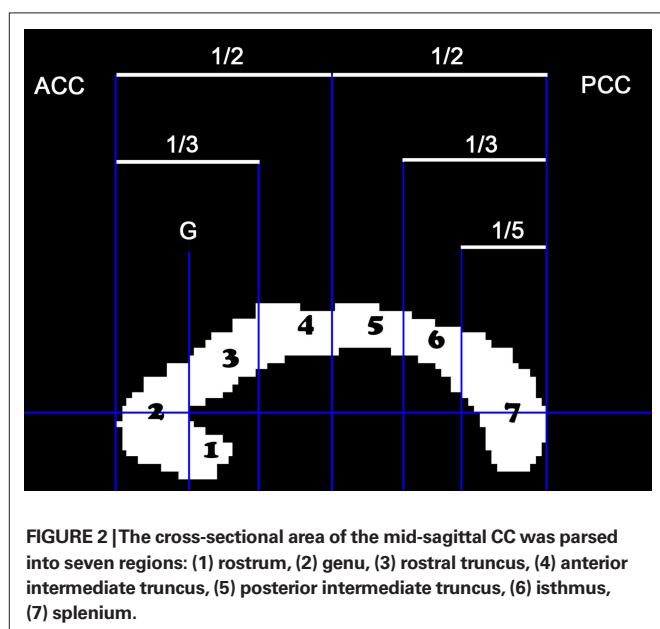 1/2 1/2
ACC PCC
1/3 1/3
G 1/5
4 5
3 6
2 7
1
FIGURE 2 | The cross-sectional area of the mid-sagittal CC was parsed
into seven regions: (1) rostrum, (2) genu, (3) rostral truncus, (4) anterior
intermediate truncus, (5) posterior intermediate truncus, (6) isthmus,
(7) splenium.